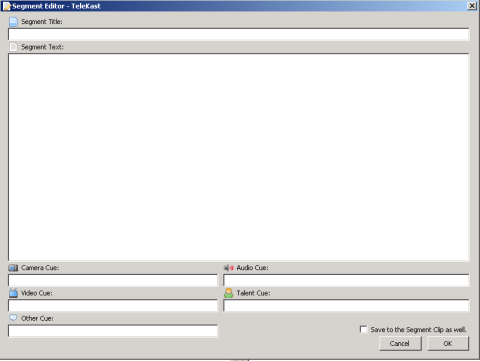 Segment Editor - TeleKast
Segment Title:
Segment Text:
Camera Cue:
Audio Cue:
Video Cue:
Talent Cue:
Other Cue:
Save to the Segment Clip as well.
Cancel
OK